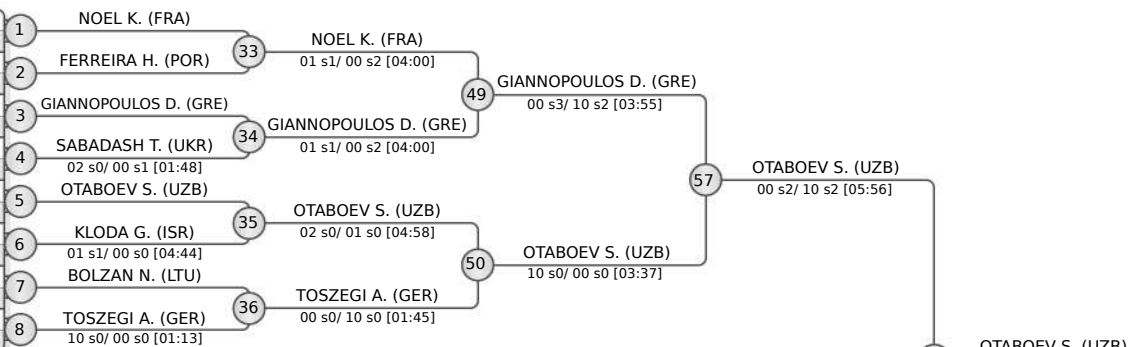 1
NOEL K. (FRA)
2
FERREIRA H. (POR)
3
GIANNOPOULOS D. (GRE)
4
SABADASH T. (UKR)
02 s0/ 00 s1 [01:48]
5
OTABOEV S. (UZB)
6
KLODA G. (ISR)
01 s1/ 00 s0 [04:44]
7
BOLZAN N. (LTU)
8
TOSZEGI A. (GER)
10 s0/ 00 s0 [01:13]
33
NOEL K. (FRA)
01 s1/ 00 s2 [04:00]
34
GIANNOPOULOS D. (GRE)
01 s1/ 00 s2 [04:00]
35
OTABOEV S. (UZB)
02 s0/ 01 s0 [04:58]
36
TOSZEGI A. (GER)
00 s0/ 10 s0 [01:45]
49
GIANNOPOULOS D. (GRE)
00 s3/ 10 s2 [03:55]
50
OTABOEV S. (UZB)
10 s0/ 00 s0 [03:37]
57
OTABOEV S. (UZB)
00 s2/ 10 s2 [05:56]
OTABOEV S. (UZB)